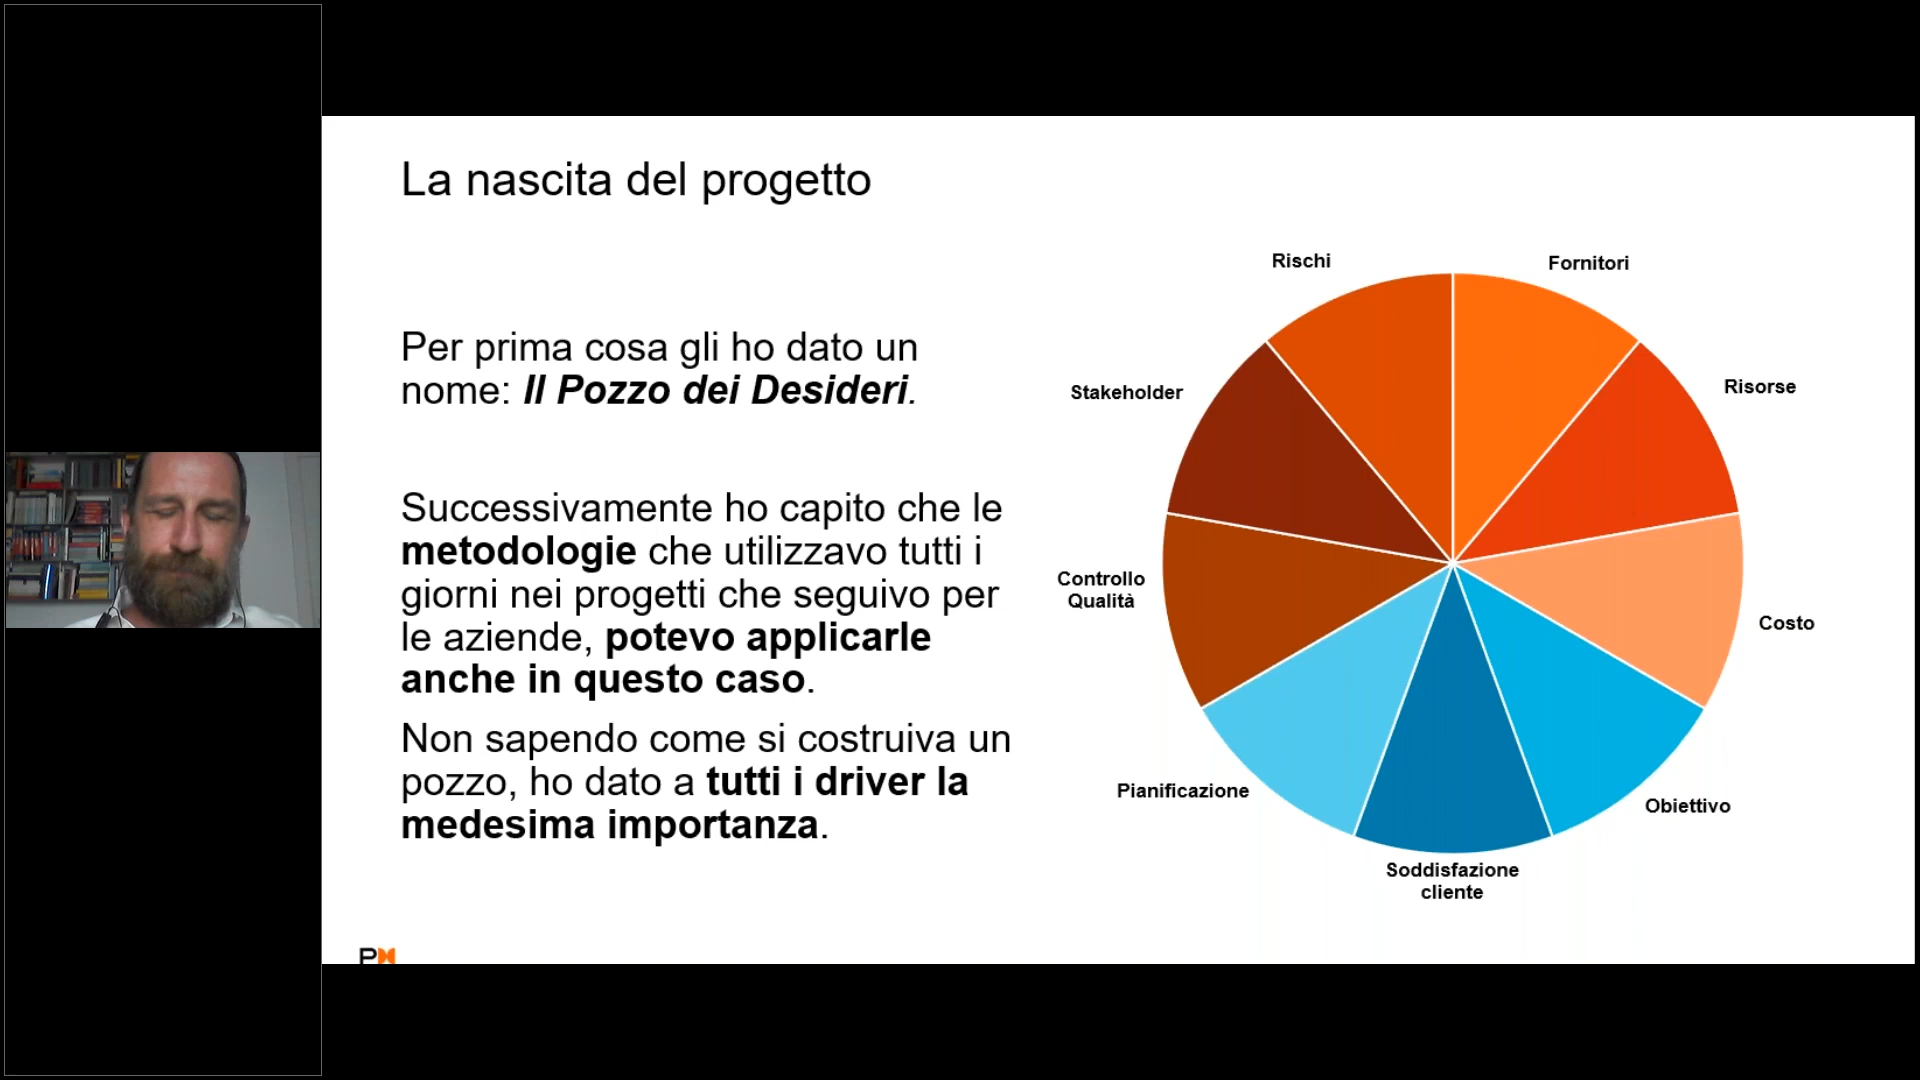 La nascita del progetto
Per prima cosa gli ho dato un
nome: Il Pozzo dei Desideri.
Successivamente ho capito che le
metodologie che utilizzavo tutti i
giorni nei progetti che seguivo per
le aziende, potevo applicarle
anche in questo caso.
Non sapendo come si costruiva un
pozzo, ho dato a tutti i driver la
medesima importanza.
Rischi
Fornitori
Stakeholder
Risorse
Controllo
Qualità
Costo
Pianificazione
Obiettivo
Soddisfazione
cliente